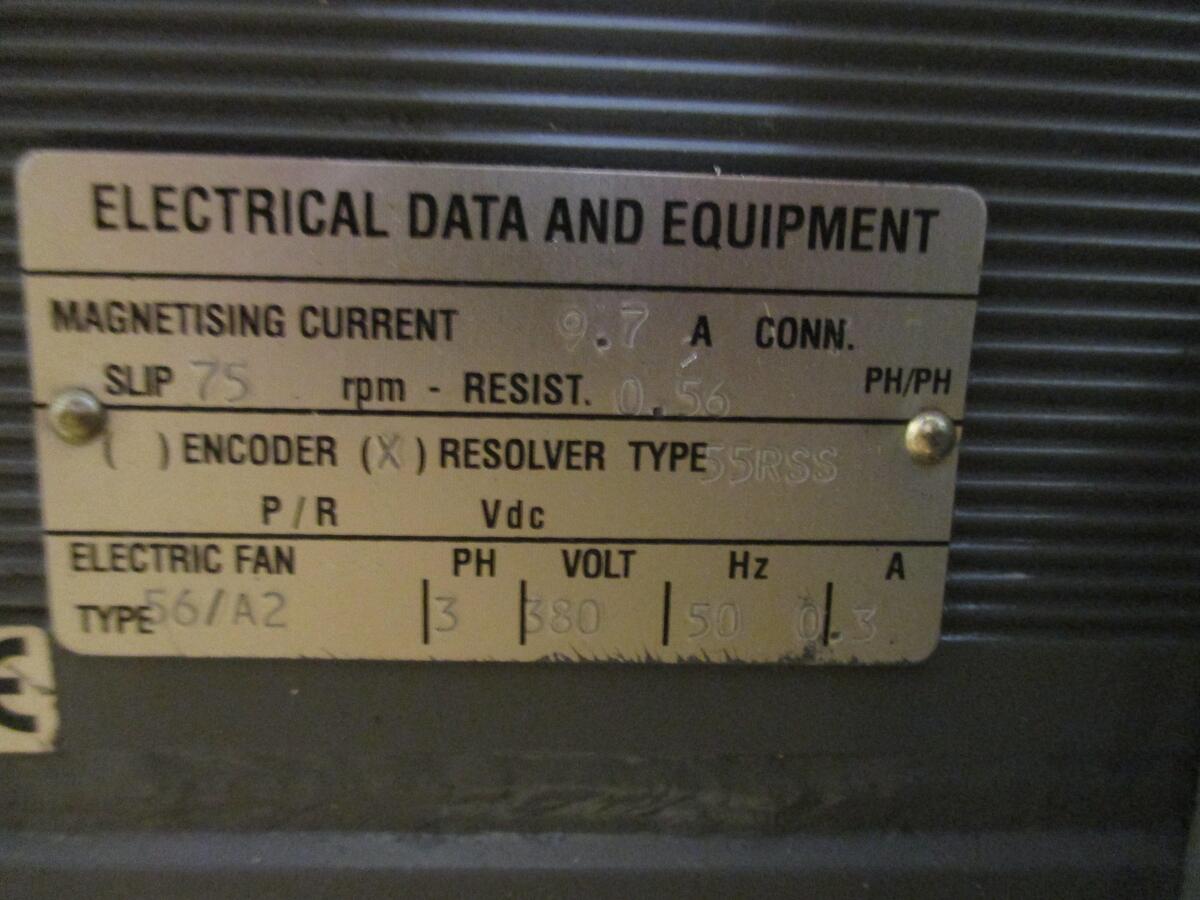 ELECTRICAL DATA AND EQUIPMENT
MAGNETISING CURRENT 9.7 A CONN.
SLIP 75 rpm - RESIST. 0.56 PH/PH
( ) ENCODER (X) RESOLVER TYPE 55RSS
P/R Vdc
ELECTRIC FAN PH VOLT Hz A
TYPE 56/A2 3 380 50 0.3